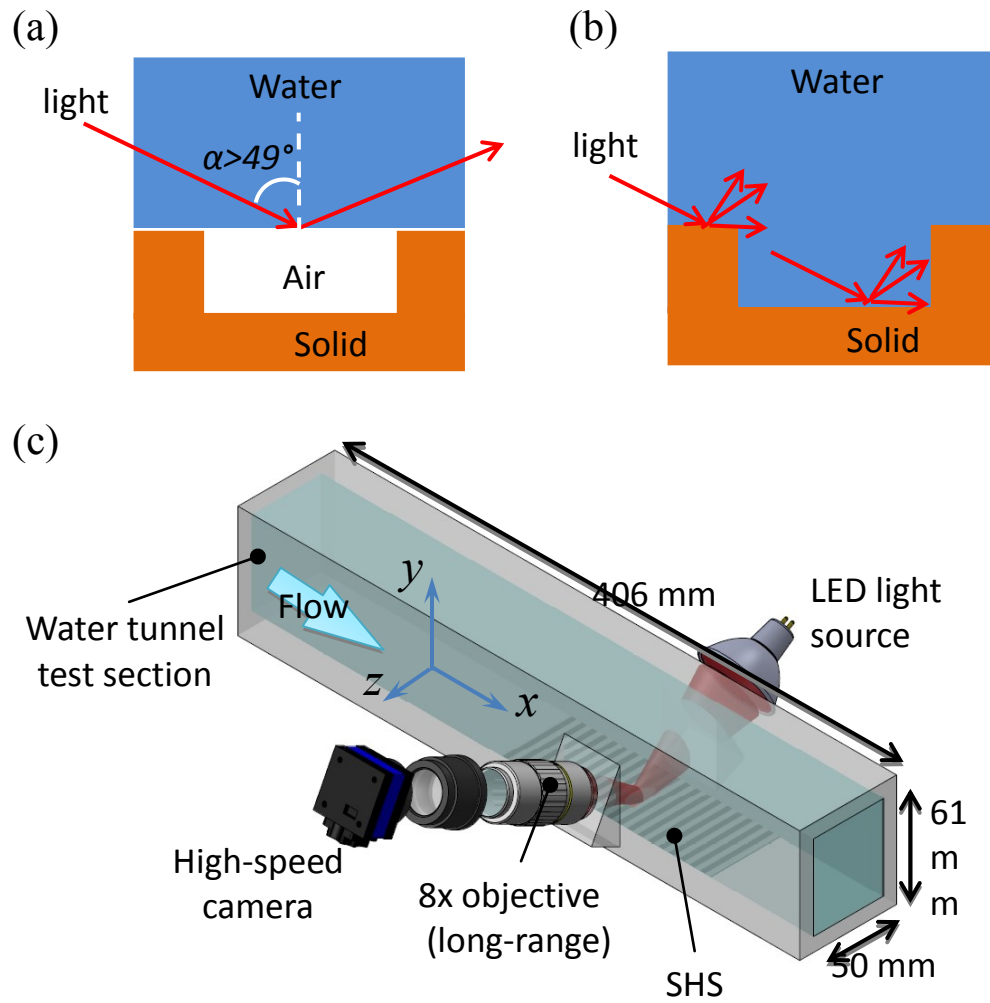 (a)
Water
light
α>49°
Air
Solid
(b)
Water
light
Solid
(c)
406 mm
LED light
source
y
Flow
Water tunnel
test section
z
x
61
m
m
High-speed
camera
8x objective
(long-range)
SHS
50 mm